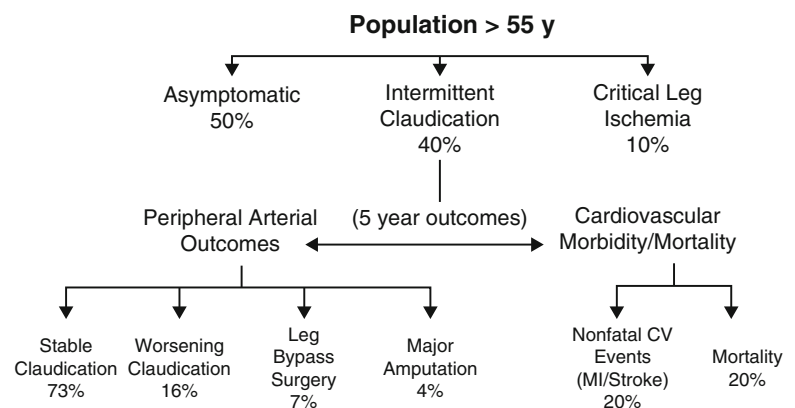 Population > 55 y
Asymptomatic
50%
Intermittent
Claudication
40%
Critical Leg
Ischemia
10%
Peripheral Arterial
Outcomes
(5 year outcomes)
Cardiovascular
Morbidity/Mortality
Stable
Claudication
73%
Worsening
Claudication
16%
Leg
Bypass
Surgery
7%
Major
Amputation
4%
Nonfatal CV
Events
(MI/Stroke)
20%
Mortality
20%